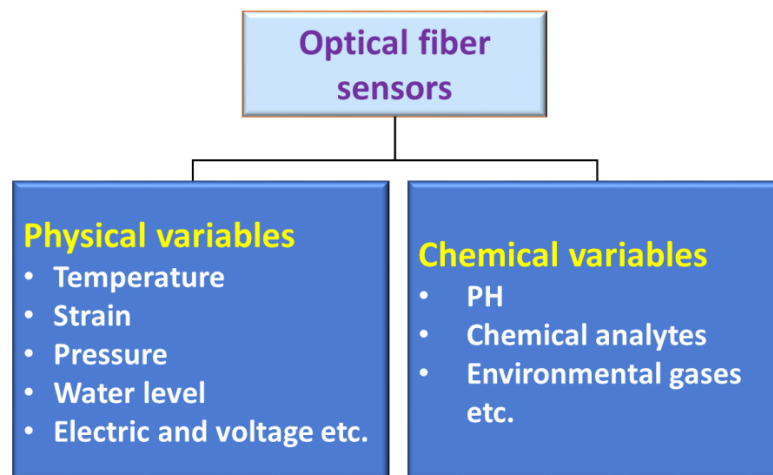 Optical fiber
sensors
Physical variables
• Temperature
• Strain
• Pressure
• Water level
• Electric and voltage etc.
Chemical variables
• PH
• Chemical analytes
• Environmental gases
etc.